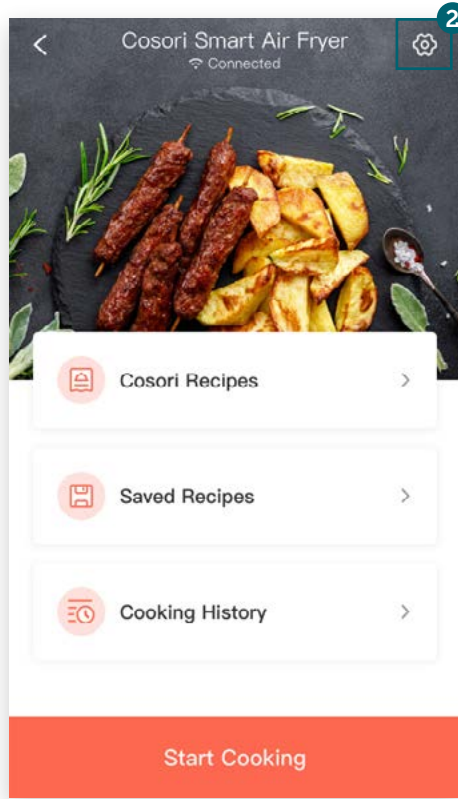 2
Cosori Smart Air Fryer
Connected
Cosori Recipes
Saved Recipes
Cooking History
Start Cooking